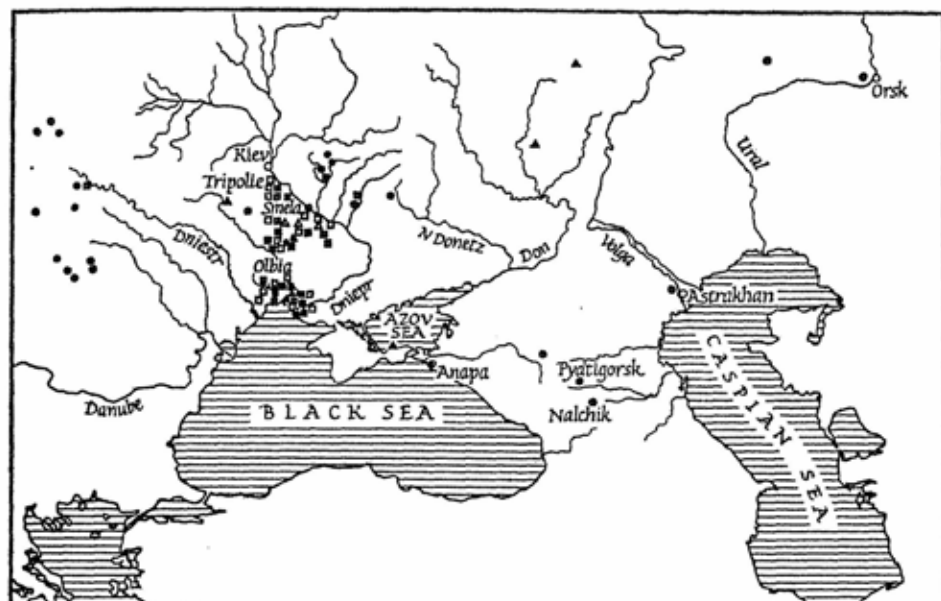 Orsk
Kiev
Ural
Tripolie
Smela
N Donetz
Don
Dniestr
Volga
Olbia
Dniepr
Astrakhan
AZOV
SEA
Anapa
Pyatigorsk
Danube
BLACK SEA
Nalchik
CASPIAN SEA